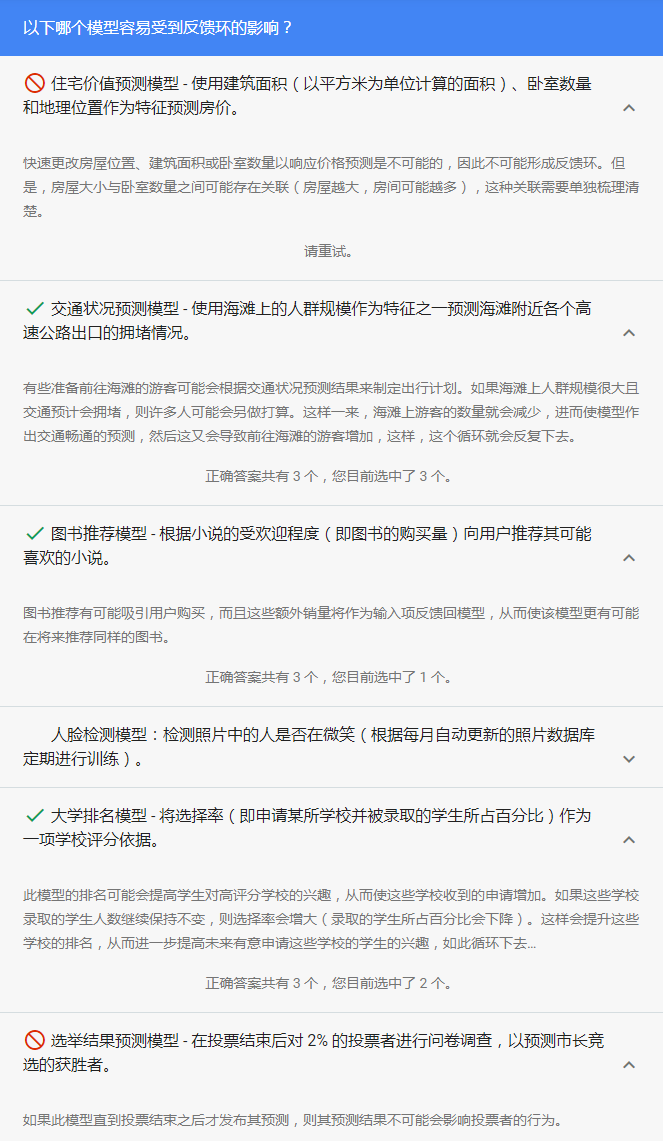 以下哪个模型容易受到反馈环的影响？
住宅价值预测模型 - 使用建筑面积（以平方米为单位计算的面积）、卧室数量
和地理位置作为特征预测房价。
快速更改房屋位置、建筑面积或卧室数量以响应价格预测是不可能的，因此不可能形成反馈环。但
是，房屋大小与卧室数量之间可能存在关联（房屋越大，房间可能越多），这种关联需要单独梳理清
楚。
请重试。
交通状况预测模型 - 使用海滩上的人群规模作为特征之一预测海滩附近各个高
速公路出口的拥堵情况。
有些准备前往海滩的游客可能会根据交通状况预测结果来制定出行计划。如果海滩上人群规模很大且
交通预计会拥堵，则许多人可能会另做打算。这样一来，海滩上游客的数量就会减少，进而使模型作
出交通畅通的预测，然后这又会导致前往海滩的游客增加，这样，这个循环就会反复下去。
正确答案共有 3 个，您目前选中了 3 个。
图书推荐模型 - 根据小说的受欢迎程度（即图书的购买量）向用户推荐其可能
喜欢的小说。
图书推荐有可能吸引用户购买，而且这些额外销量将作为输入项反馈回模型，从而使该模型更有可能
在将来推荐同样的图书。
正确答案共有 3 个，您目前选中了 1 个。
人脸检测模型：检测照片中的人是否在微笑（根据每月自动更新的照片数据库
定期进行训练）。
大学排名模型 - 将选择率（即申请某所学校并被录取的学生所占百分比）作为
一项学校评分依据。
此模型的排名可能会提高学生对高评分学校的兴趣，从而使这些学校收到的申请增加。如果这些学校
录取的学生人数继续保持不变，则选择率会增大（录取的学生所占百分比会下降）。这样会提升这些
学校的排名，从而进一步提高未来有意申请这些学校的学生的兴趣，如此循环下去...
正确答案共有 3 个，您目前选中了 2 个。
选举结果预测模型 - 在投票结束后对 2% 的投票者进行问卷调查，以预测市长竞
选的获胜者。
如果此模型直到投票结束之后才发布其预测，则其预测结果不可能会影响投票者的行为。